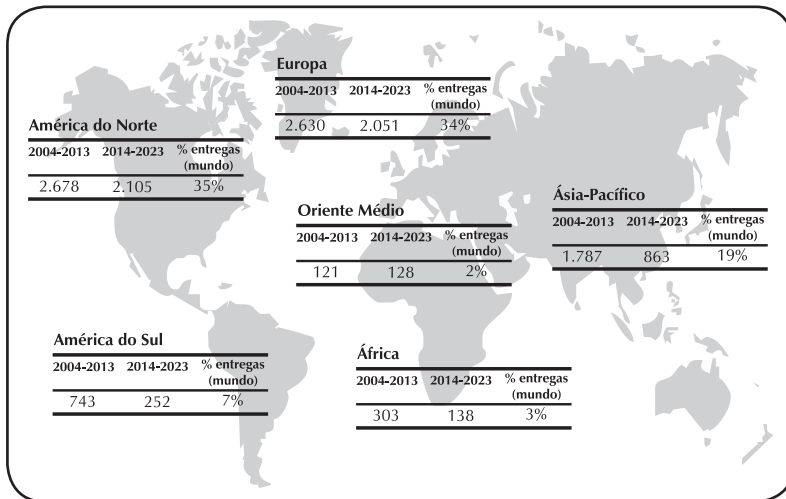 Europa
2004-2013 2014-2023 % entregas
(mundo)
2.630 2.051 34%
América do Norte
2004-2013 2014-2023 % entregas
(mundo)
2.678 2.105 35%
Oriente Médio
2004-2013 2014-2023 % entregas
(mundo)
121 128 2%
Ásia-Pacífico
2004-2013 2014-2023 % entregas
(mundo)
1.787 863 19%
América do Sul
2004-2013 2014-2023 % entregas
(mundo)
743 252 7%
África
2004-2013 2014-2023 % entregas
(mundo)
303 138 3%